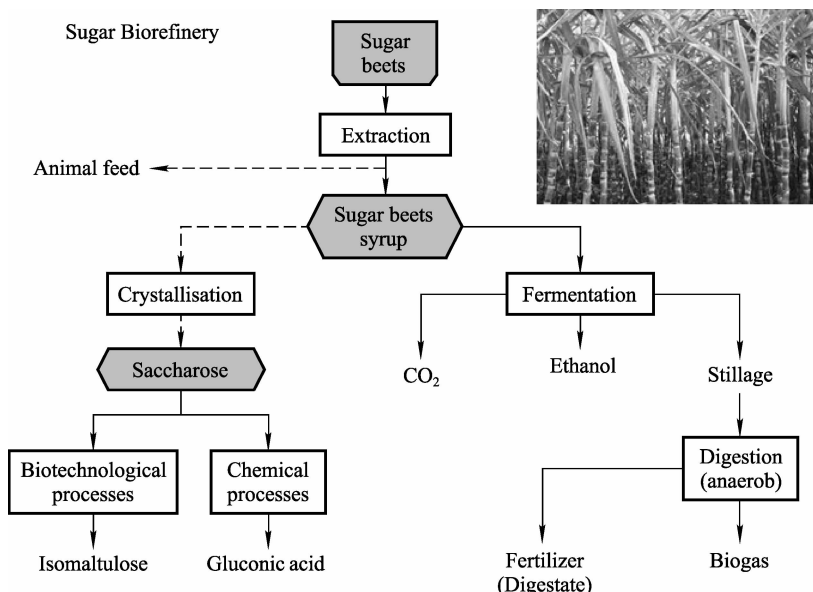 Sugar Biorefinery
Sugar
beets
Extraction
Animal feed
Sugar beets
syrup
Crystallisation
Fermentation
Saccharose
CO₂
Ethanol
Stillage
Biotechnological
processes
Chemical
processes
Digestion
(anaerob)
Isomaltulose
Gluconic acid
Fertilizer
(Digestate)
Biogas